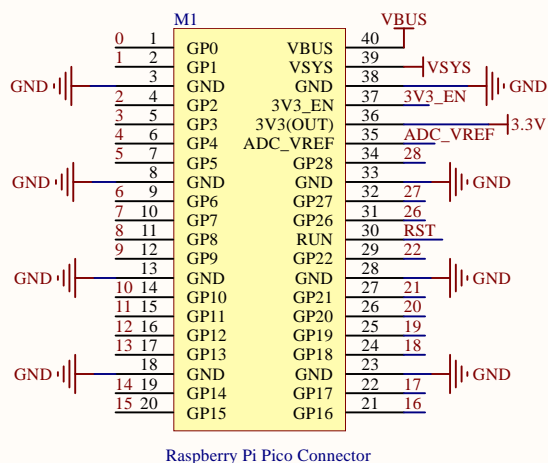 M1
VBUS
0 1 GP0 VBUS 40
1 2 GP1 VSYS 39 VSYS
GND 3 GND GND 38 GND
2 4 GP2 3V3_EN 37 3V3_EN
3 5 GP3 3V3(OUT) 36 3.3V
4 6 GP4 ADC_VREF 35 ADC_VREF
5 7 GP5 GP28 34 28
GND 8 GND GND 33 GND
6 9 GP6 GP27 32 27
7 10 GP7 GP26 31 26
8 11 GP8 RUN 30 RST
9 12 GP9 GP22 29 22
GND 13 GND GND 28 GND
10 14 GP10 GP21 27 21
11 15 GP11 GP20 26 20
12 16 GP12 GP19 25 19
13 17 GP13 GP18 24 18
GND 18 GND GND 23 GND
14 19 GP14 GP17 22 17
15 20 GP15 GP16 21 16
Raspberry Pi Pico Connector